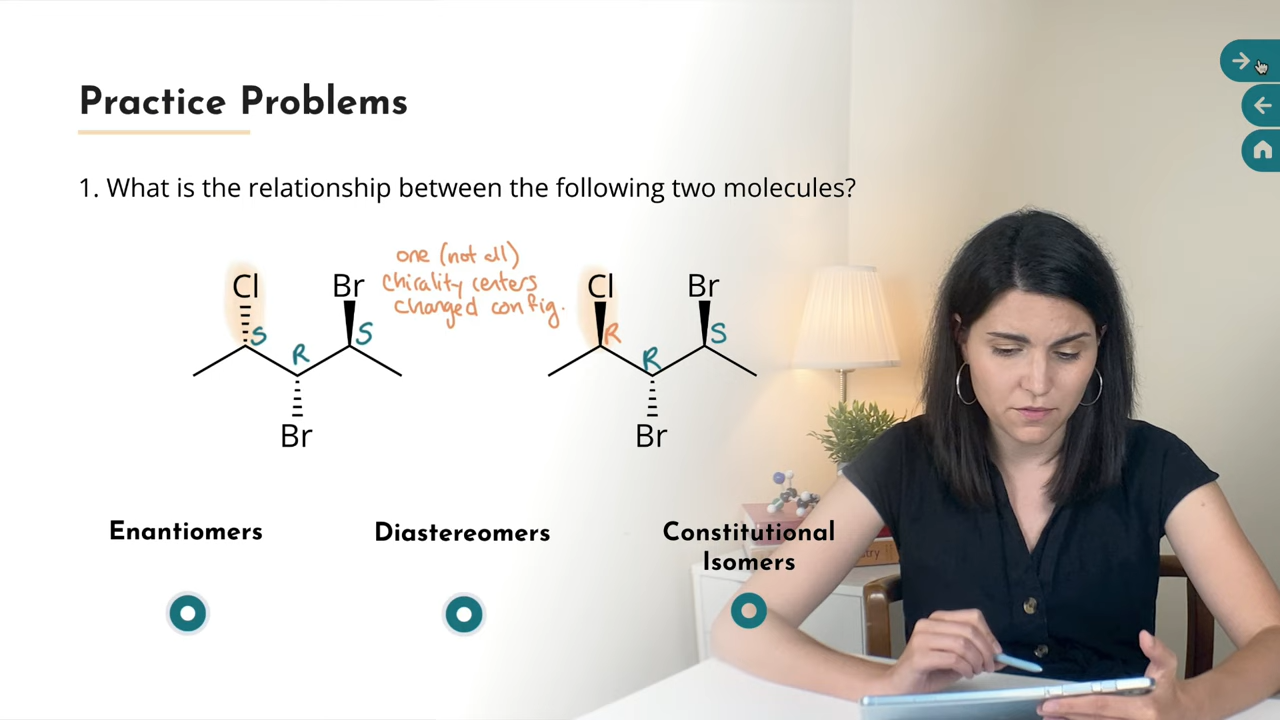 Practice Problems
1. What is the relationship between the following two molecules?
one (not all)
chirality centers
changed config.
Cl
Br
Cl
Br
S
R
S
R
R
S
Br
Br
Enantiomers
Diastereomers
Constitutional
Isomers